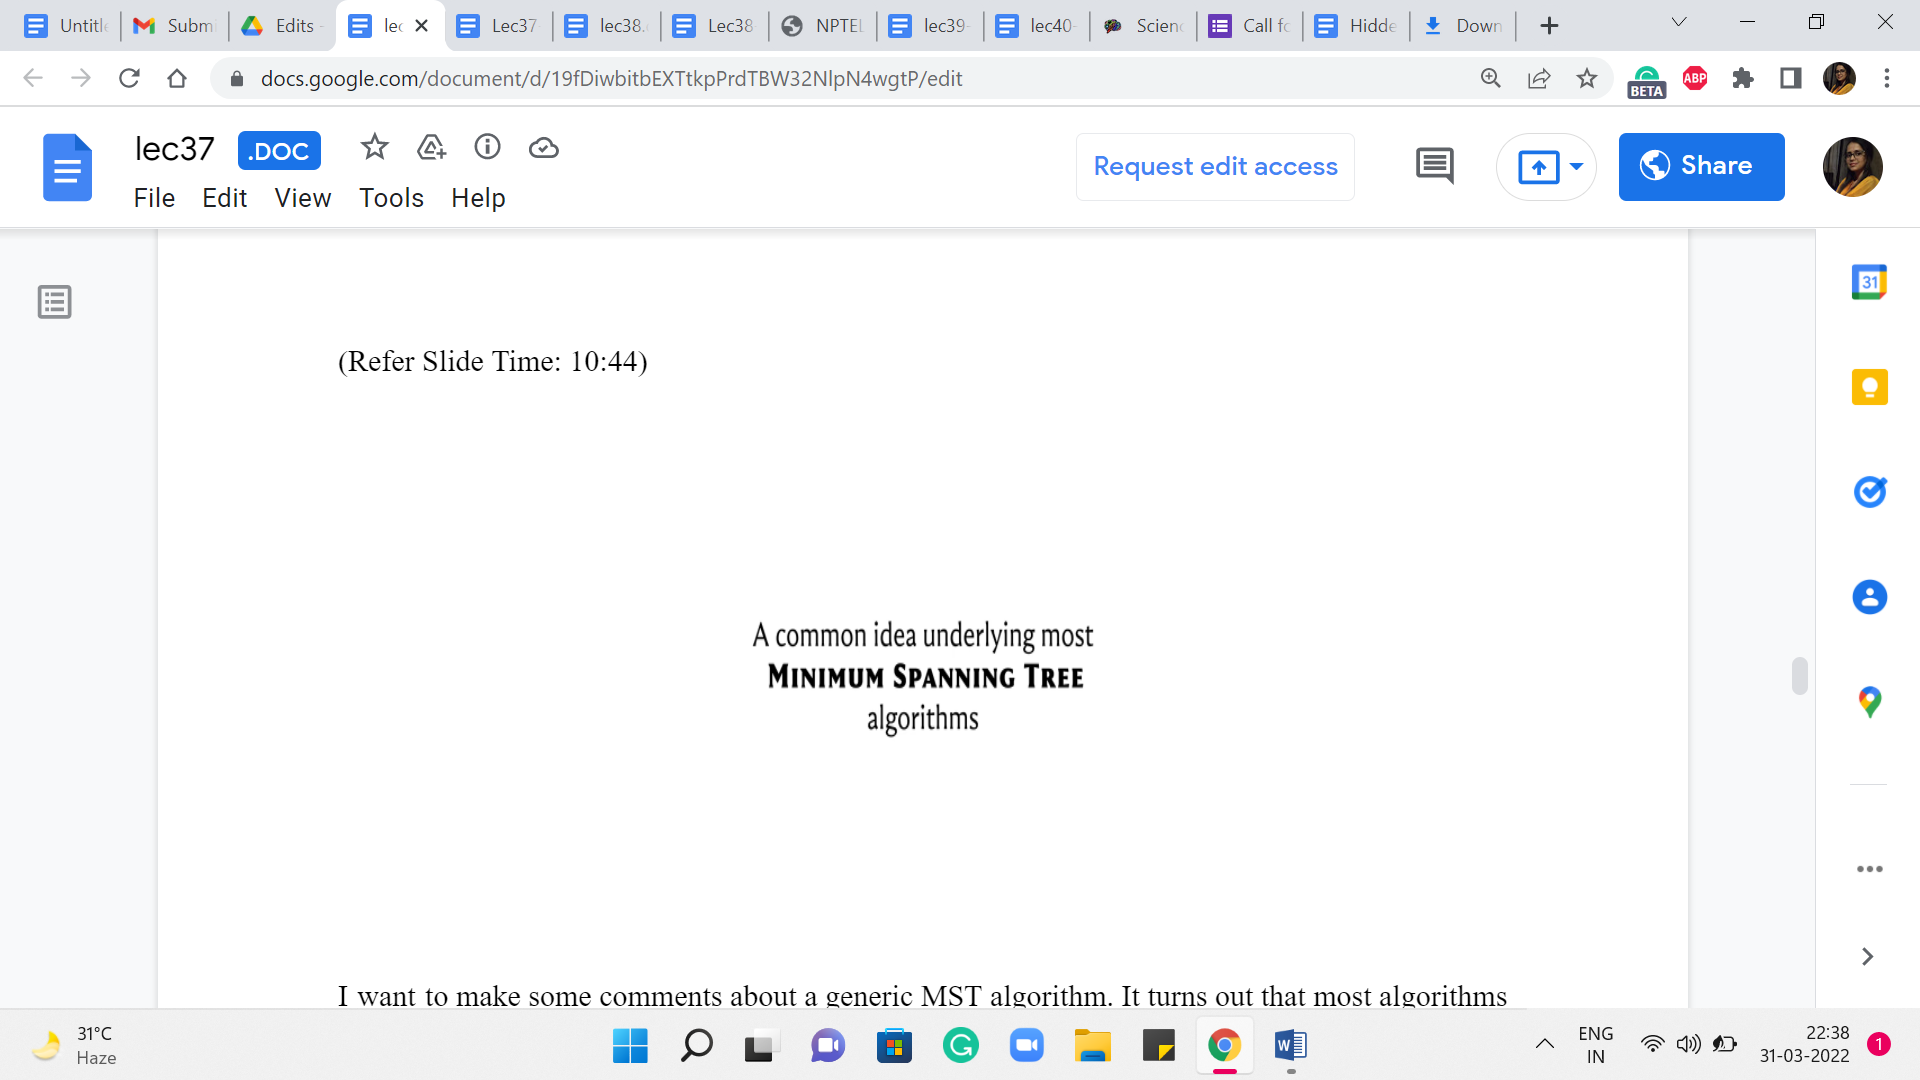 Submi
Edits
lec
Lec37
lec38.
Lec38
NPTEL
lec39-
lec40-
Scien
Call fo
Hidde
Down
docs.google.com/document/d/19fDiwbitbEXTtkpPrdTBW32NlpN4wgtP/edit
ABP
BETA
lec37
.DOC
Request edit access
Share
File Edit View Tools Help
31
(Refer Slide Time: 10:44)
A common idea underlying most
MINIMUM SPANNING TREE
algorithms
I want to make some comments about a generic MST algorithm. It turns out that most algorithms
31°C
Haze
ENG
IN
22:38
31-03-2022
1